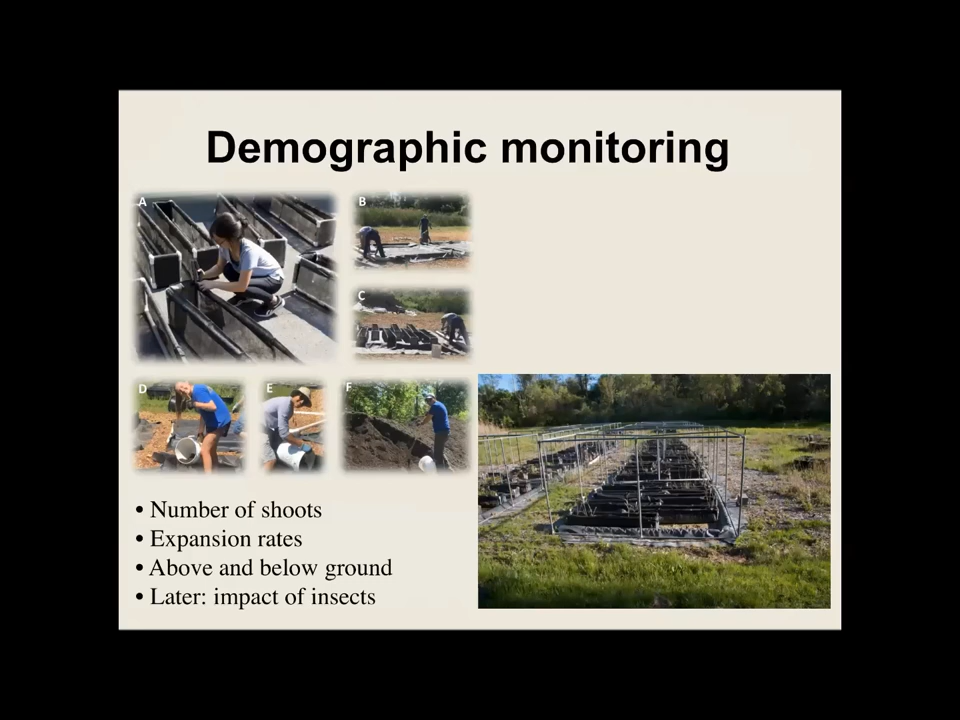 Demographic monitoring
A
B
C
D
E
F
• Number of shoots
• Expansion rates
• Above and below ground
• Later: impact of insects